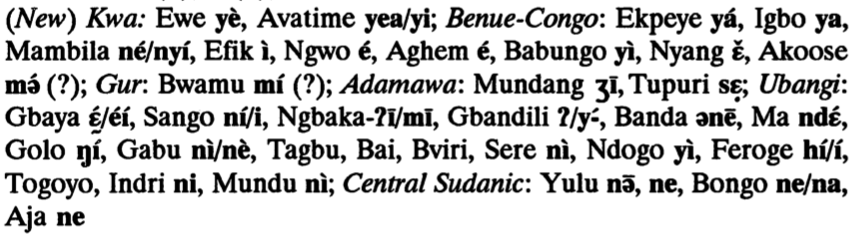 (New) Kwa: Ewe yè, Avatime yea/yi; Benue-Congo: Ekpeye yá, Igbo ya,
Mambila né/nyí, Efik ì, Ngwo é, Aghem é, Babungo yì, Nyang ɛ̌, Akoose
mə́ (?); Gur: Bwamu mí (?); Adamawa: Mundang ʒī, Tupuri sɛ̣; Ubangi:
Gbaya ɛ̰́/éí, Sango ní/i, Ngbaka-ʔī/mī, Gbandili ʔ/y-́, Banda ənē, Ma ndɛ́,
Golo ŋí, Gabu nì/nè, Tagbu, Bai, Bviri, Sere nì, Ndogo yì, Feroge hí/í,
Togoyo, Indri ni, Mundu nì; Central Sudanic: Yulu nə̄, ne, Bongo ne/na,
Aja ne